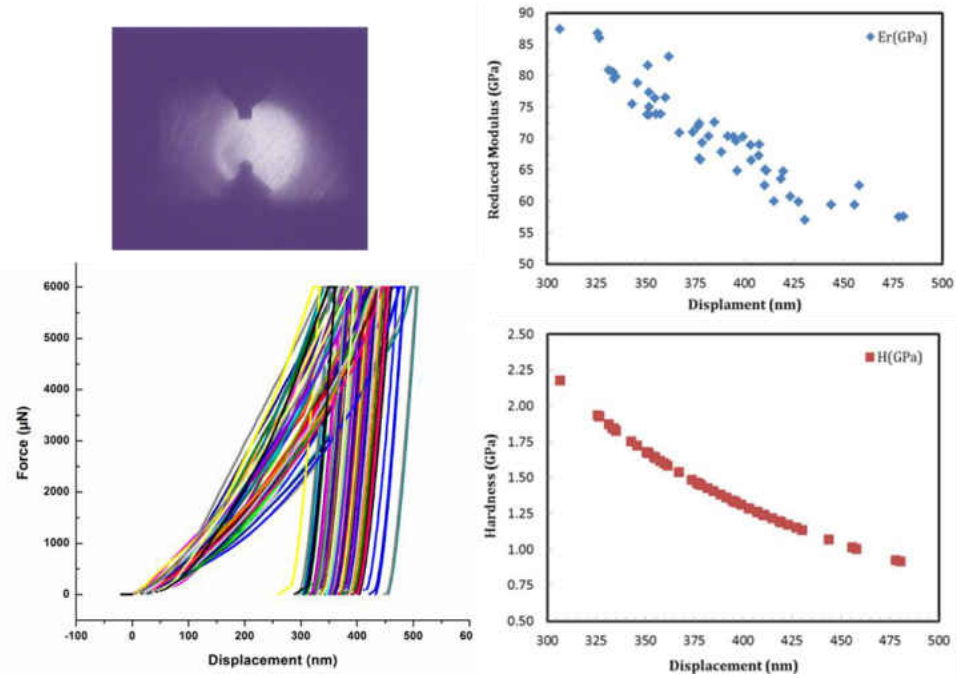 90
85
80
75
70
65
60
55
50
Reduced Modulus (GPa)
Er(GPa)
300 325 350 375 400 425 450 475 500
Displament (nm)
6000
5000
4000
3000
2000
1000
0
Force (µN)
-100 0 100 200 300 400 500 60
Displacement (nm)
2.50
2.25
2.00
1.75
1.50
1.25
1.00
0.75
0.50
Hardness (GPa)
H(GPa)
300 325 350 375 400 425 450 475 500
Displacement (nm)